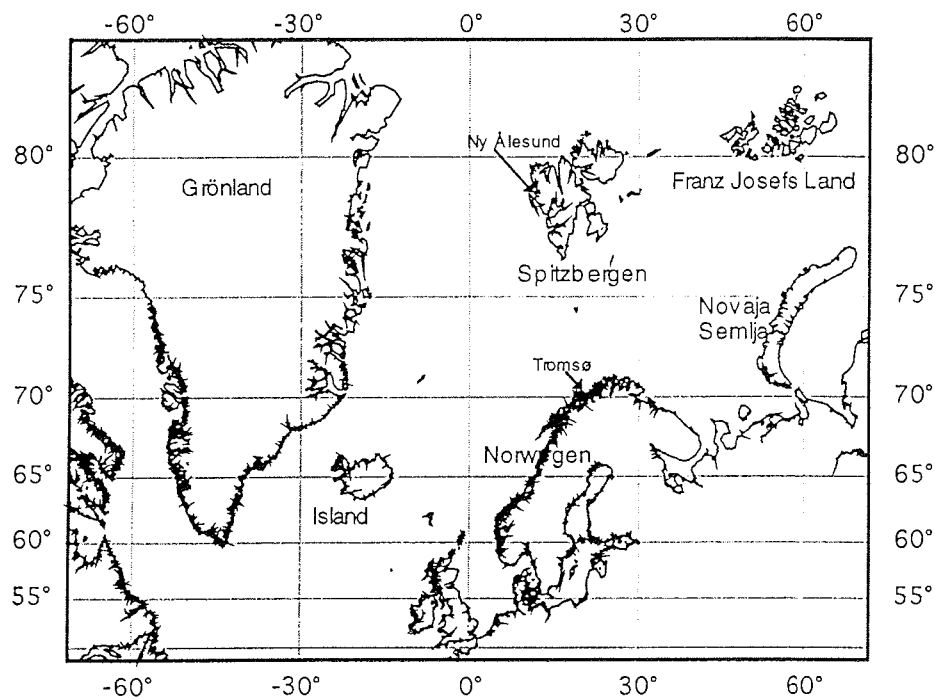 -60° -30° 0° 30° 60°
Ny Ålesund
80° 80°
Grönland
Franz Josefs Land
Spitzbergen
75° 75°
Novaja
Semlja
Tromsø
70° 70°
Norwegen
65° 65°
Island
60° 60°
55° 55°
-60° -30° 0° 30° 60°